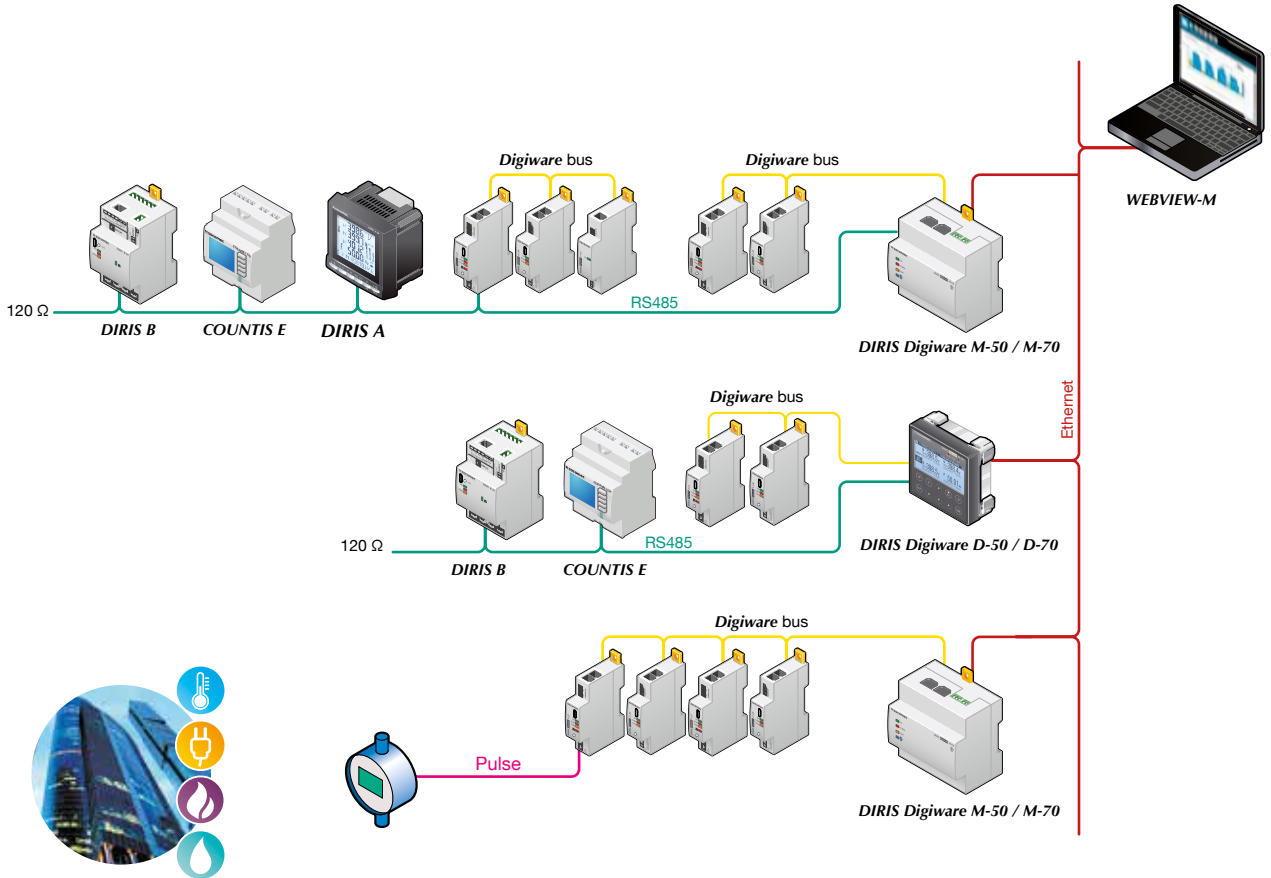 Digiware bus
Digiware bus
WEBVIEW-M
RS485
120 Ω
DIRIS B
COUNTIS E
DIRIS A
DIRIS Digiware M-50 / M-70
Ethernet
Digiware bus
RS485
120 Ω
DIRIS B
COUNTIS E
DIRIS Digiware D-50 / D-70
Digiware bus
Pulse
DIRIS Digiware M-50 / M-70